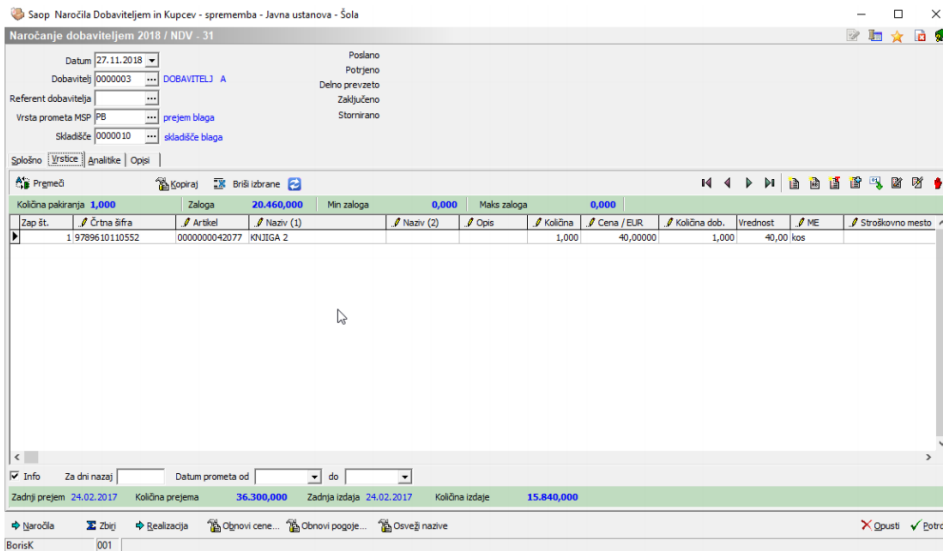 Saop Naročila Dobaviteljem in Kupcev - sprememba - Javna ustanova - Šola
Naročanje dobaviteljem 2018 / NDV - 31
Datum 27.11.2018
Dobavitelj 0000003 ... DOBAVITELJ A
Referent dobavitelja ...
Vrsta prometa MSP PB ... prejem blaga
Skladišče 0000010 ... skladišče blaga
Poslano
Potrjeno
Delno prevzeto
Zaključeno
Stornirano
Splošno Vrstice Analitike Opisi
Premeči Kopiraj Briši izbrane
Količina pakiranja 1,000 Zaloga 20.460,000 Min zaloga 0,000 Maks zaloga 0,000
Zap št. Črtna šifra Artikel Naziv (1) Naziv (2) Opis Količina Cena / EUR Količina dob. Vrednost ME Stroškovno mesto
1 9789610110552 0000000042077 KNJIGA 2 1,000 40,00000 1,000 40,00 kos
Info Za dni nazaj Datum prometa od do
Zadnji prejem 24.02.2017 Količina prejema 36.300,000 Zadnja izdaja 24.02.2017 Količina izdaje 15.840,000
Naročila Zbirj Realizacija Obnovi cene... Obnovi pogoje... Osveži nazive Opusti Potrd
BorisK 001